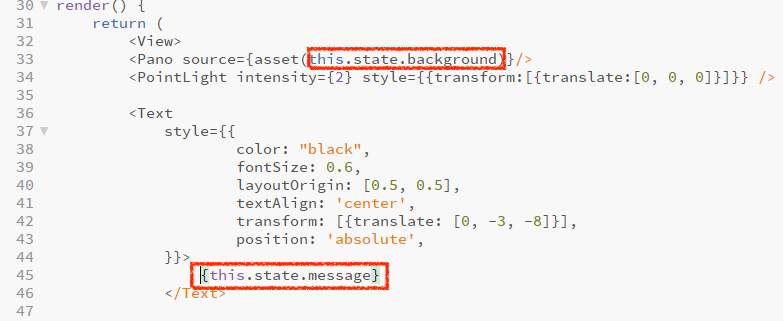 30 render() {
31 return (
32 <View>
33 <Pano source={asset(this.state.background)}/>
34 <PointLight intensity={2} style={{transform:[{translate:[0, 0, 0]}]}} />
35
36 <Text
37 style={{
38 color: "black",
39 fontSize: 0.6,
40 layoutOrigin: [0.5, 0.5],
41 textAlign: 'center',
42 transform: [{translate: [0, -3, -8]}],
43 position: 'absolute',
44 }}>
45 {this.state.message}
46 </Text>
47